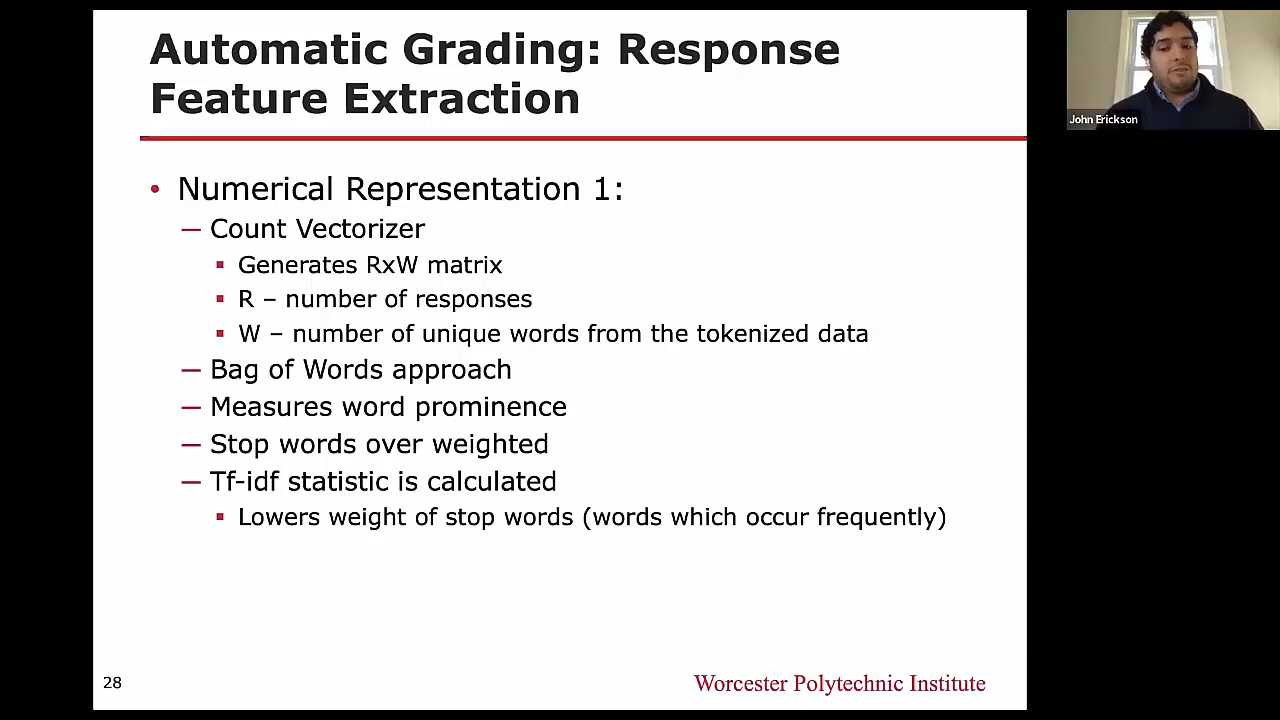 Automatic Grading: Response
Feature Extraction
• Numerical Representation 1:
— Count Vectorizer
▪ Generates RxW matrix
▪ R – number of responses
▪ W – number of unique words from the tokenized data
— Bag of Words approach
— Measures word prominence
— Stop words over weighted
— Tf-idf statistic is calculated
▪ Lowers weight of stop words (words which occur frequently)
28
Worcester Polytechnic Institute
John Erickson